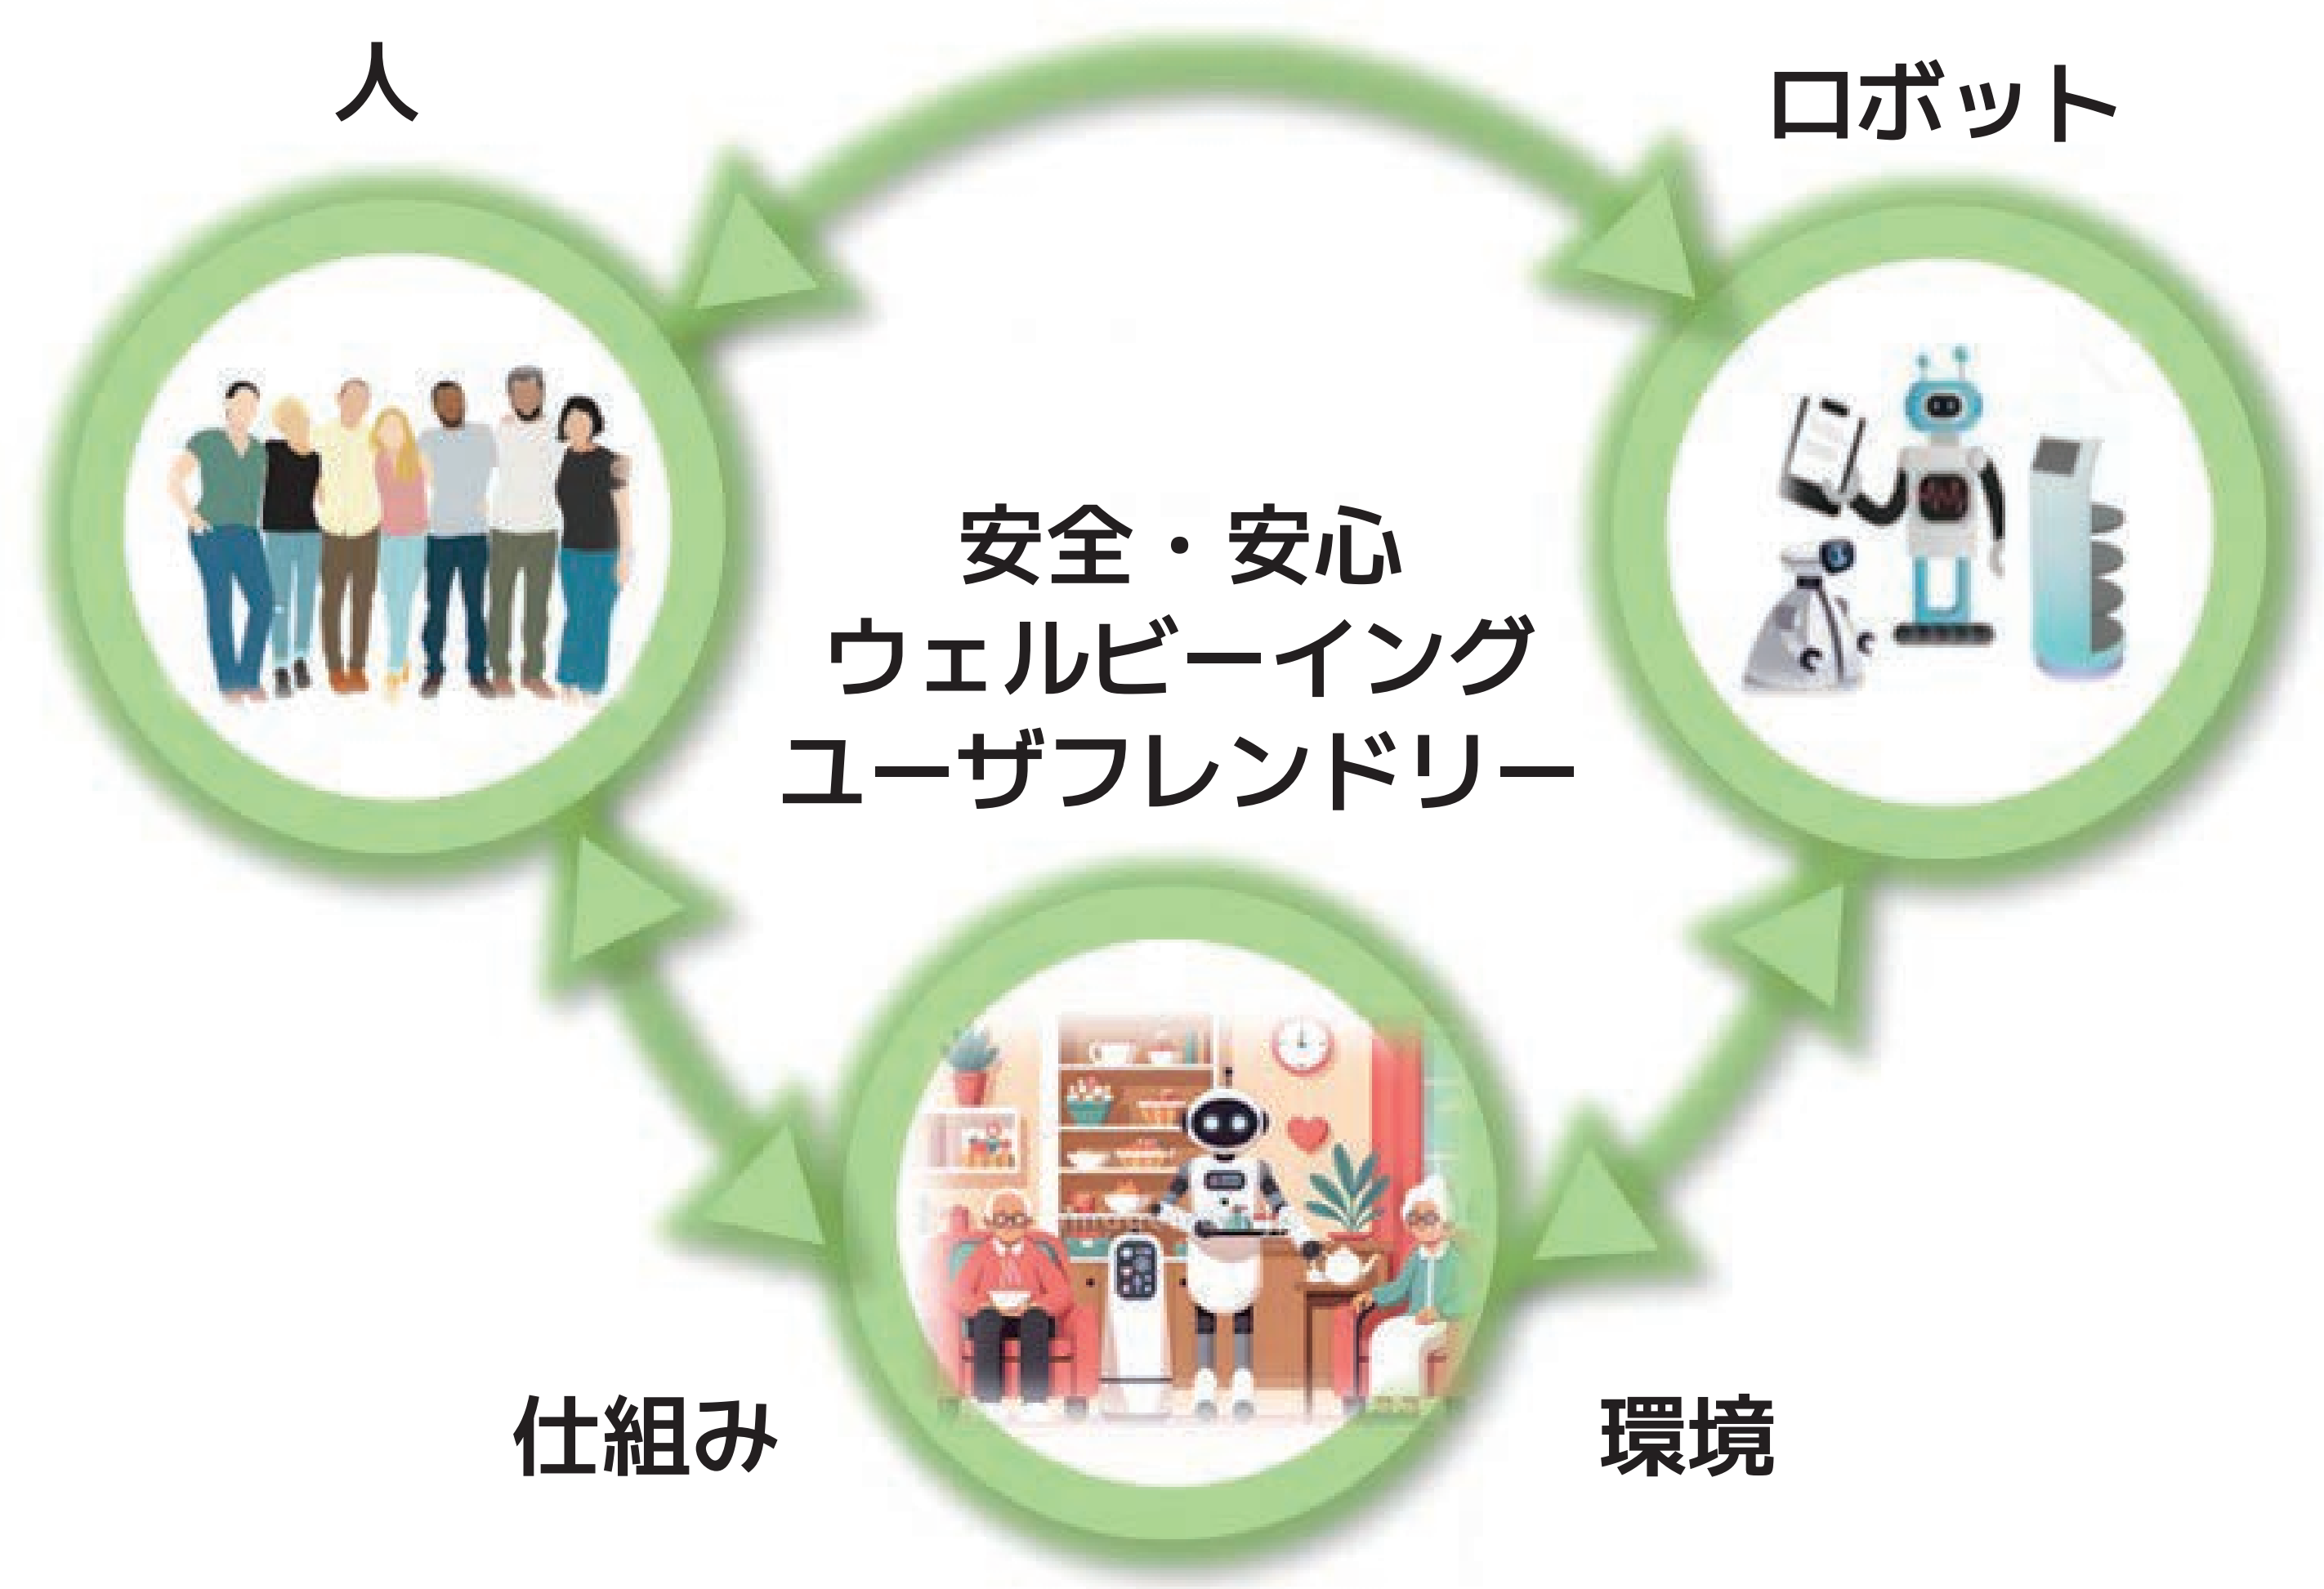 人
ロボット
安全・安心
ウェルビーイング
ユーザフレンドリー
仕組み
環境